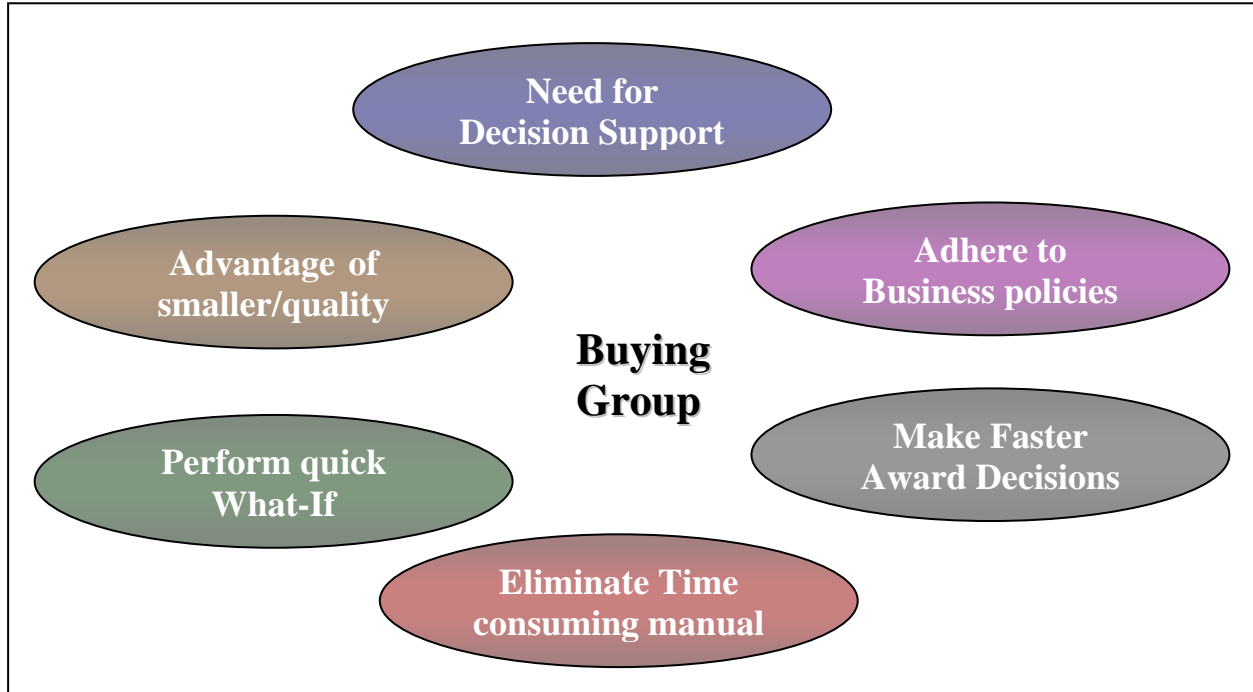 Need for
Decision Support
Advantage of
smaller/quality
Adhere to
Business policies
Buying
Group
Perform quick
What-If
Make Faster
Award Decisions
Eliminate Time
consuming manual